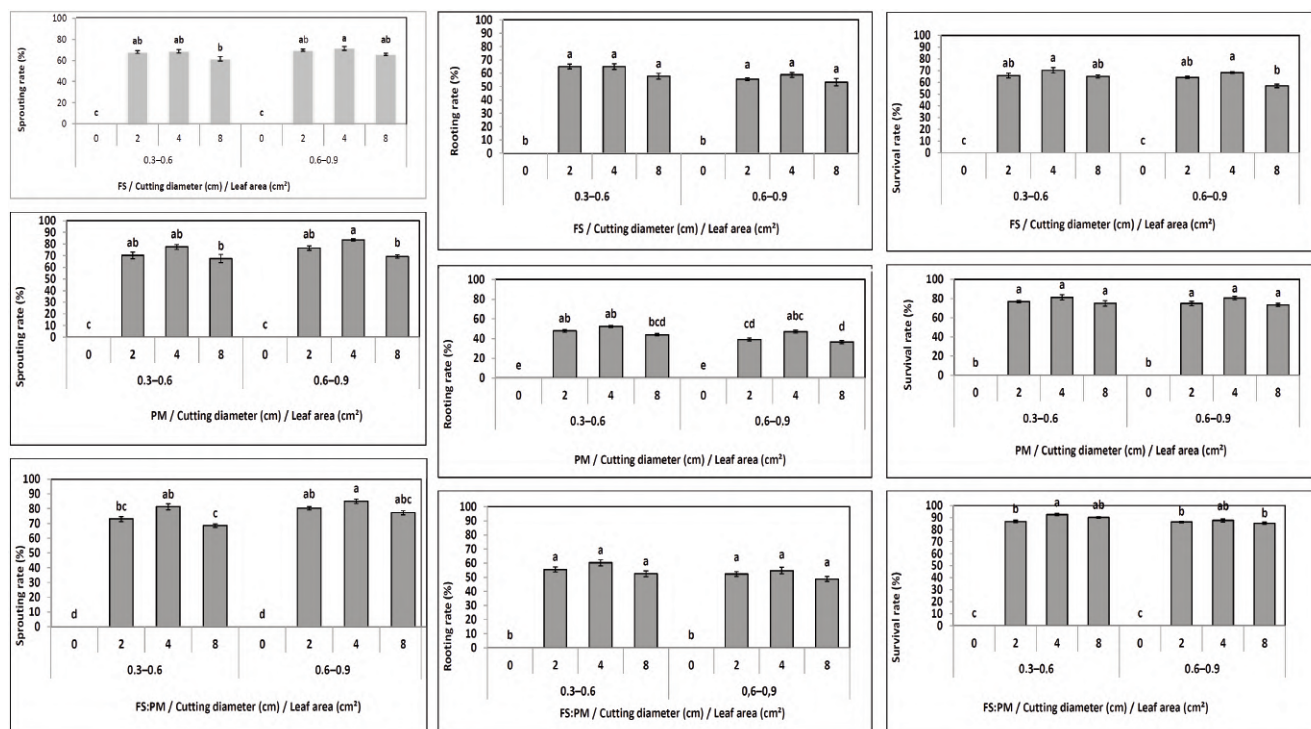 Sprouting rate (%)
100
80
60
40
20
0
ab ab b ab a ab
c c
0 2 4 8 0 2 4 8
0.3–0.6 0.6–0.9
FS / Cutting diameter (cm) / Leaf area (cm²)
Rooting rate (%)
100
90
80
70
60
50
40
30
20
10
0
a a a a a a
b b
0 2 4 8 0 2 4 8
0.3–0.6 0.6–0.9
FS / Cutting diameter (cm) / Leaf area (cm²)
Survival rate (%)
100
90
80
70
60
50
40
30
20
10
0
ab a ab ab a b
c c
0 2 4 8 0 2 4 8
0.3–0.6 0.6–0.9
FS / Cutting diameter (cm) / Leaf area (cm²)
Sprouting rate (%)
100
90
80
70
60
50
40
30
20
10
0
ab ab b ab a b
c c
0 2 4 8 0 2 4 8
0.3–0.6 0.6–0.9
PM / Cutting diameter (cm) / Leaf area (cm²)
Rooting rate (%)
100
80
60
40
20
0
ab ab bcd cd abc d
e e
0 2 4 8 0 2 4 8
0.3–0.6 0.6–0.9
PM / Cutting diameter (cm) / Leaf area (cm²)
Survival rate (%)
100
80
60
40
20
0
a a a a a a
b b
0 2 4 8 0 2 4 8
0.3–0.6 0.6–0.9
PM / Cutting diameter (cm) / Leaf area (cm²)
Sprouting rate (%)
100
90
80
70
60
50
40
30
20
10
0
bc ab c ab a abc
d d
0 2 4 8 0 2 4 8
0.3–0.6 0.6–0.9
FS:PM / Cutting diameter (cm) / Leaf area (cm²)
Rooting rate (%)
100
90
80
70
60
50
40
30
20
10
0
a a a a a a
b b
0 2 4 8 0 2 4 8
0.3–0.6 0,6–0,9
FS:PM / Cutting diameter (cm) / Leaf area (cm²)
Survival rate (%)
100
90
80
70
60
50
40
30
20
10
0
b a ab b ab b
c c
0 2 4 8 0 2 4 8
0.3–0.6 0.6–0.9
FS:PM / Cutting diameter (cm) / Leaf area (cm²)